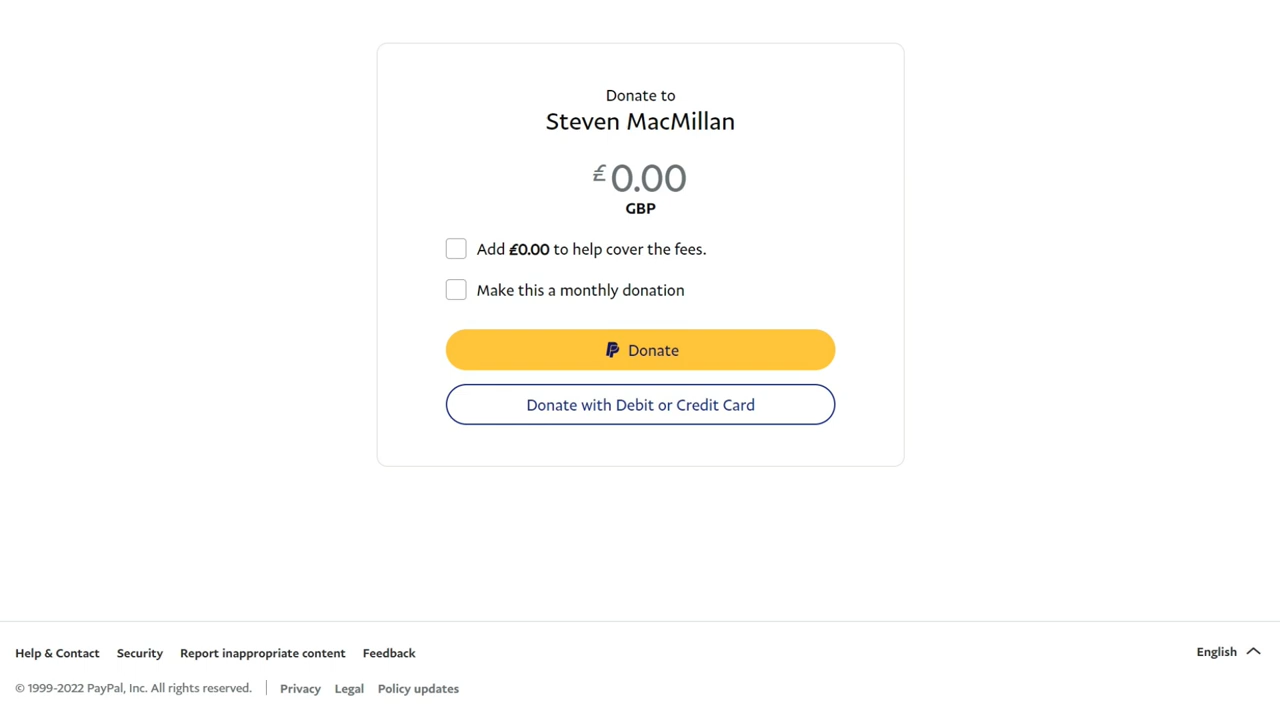 Donate to
Steven MacMillan
£0.00
GBP
Add £0.00 to help cover the fees.
Make this a monthly donation
Donate
Donate with Debit or Credit Card
Help & Contact Security Report inappropriate content Feedback
English
© 1999-2022 PayPal, Inc. All rights reserved. Privacy Legal Policy updates